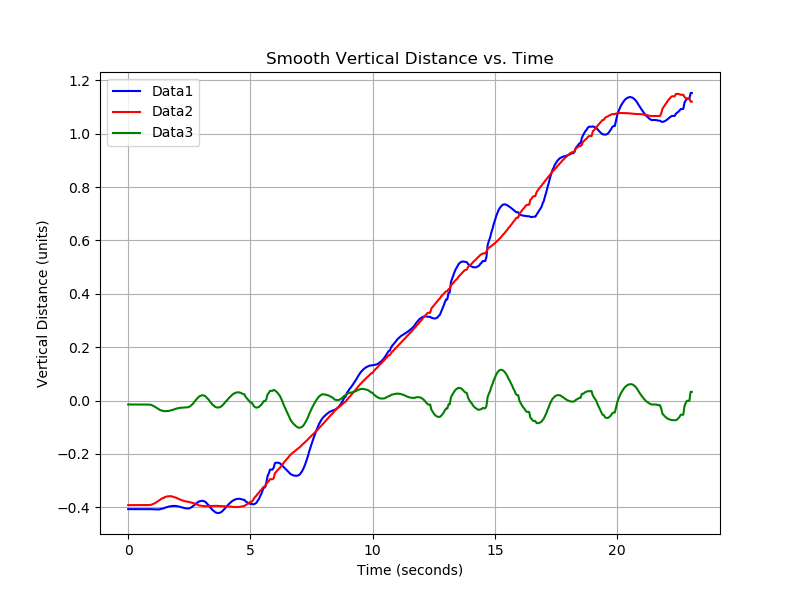 Smooth Vertical Distance vs. Time
Data1
Data2
Data3
Vertical Distance (units)
1.2
1.0
0.8
0.6
0.4
0.2
0.0
−0.2
−0.4
0 5 10 15 20
Time (seconds)